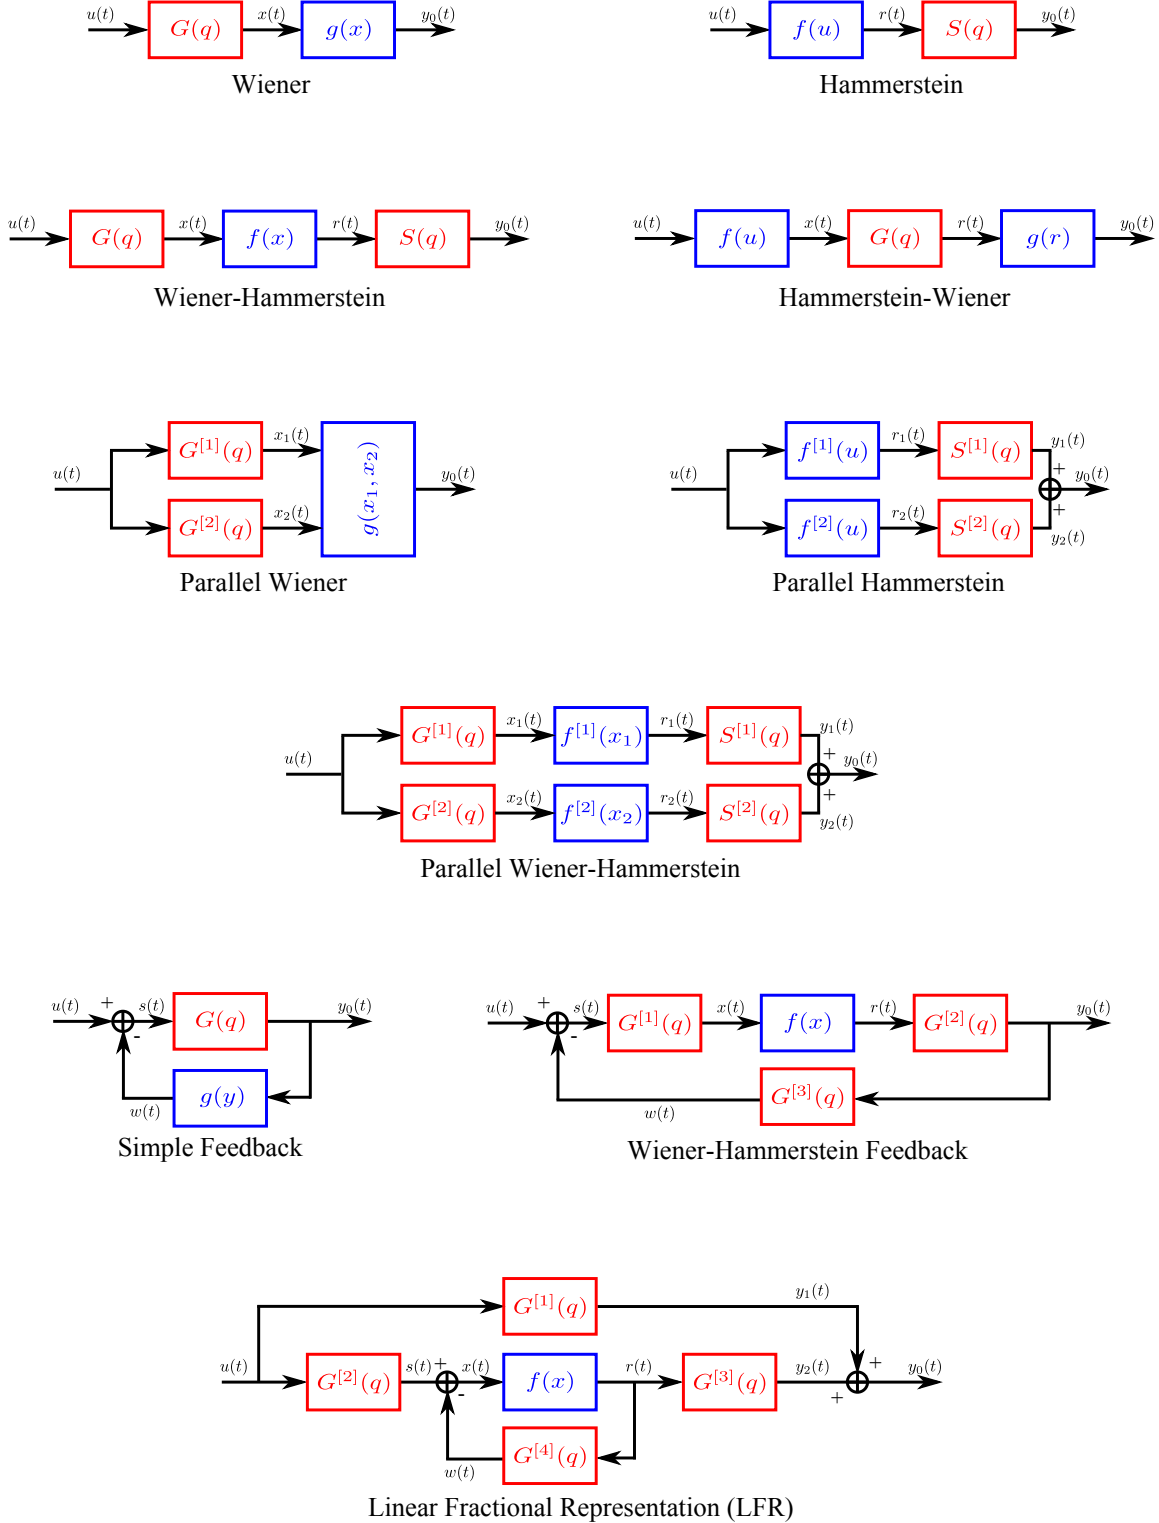 u(t) G(q) x(t) g(x) y₀(t)
Wiener
u(t) f(u) r(t) S(q) y₀(t)
Hammerstein
u(t) G(q) x(t) f(x) r(t) S(q) y₀(t)
Wiener-Hammerstein
u(t) f(u) x(t) G(q) r(t) g(r) y₀(t)
Hammerstein-Wiener
G^[1](q) x₁(t)
u(t) g(x₁, x₂) y₀(t)
G^[2](q) x₂(t)
Parallel Wiener
f^[1](u) r₁(t) S^[1](q) y₁(t)
u(t) + y₀(t)
+
f^[2](u) r₂(t) S^[2](q) y₂(t)
Parallel Hammerstein
G^[1](q) x₁(t) f^[1](x₁) r₁(t) S^[1](q) y₁(t)
u(t) + y₀(t)
+
G^[2](q) x₂(t) f^[2](x₂) r₂(t) S^[2](q) y₂(t)
Parallel Wiener-Hammerstein
u(t) + s(t) G(q) y₀(t)
-
w(t) g(y)
Simple Feedback
u(t) + s(t) G^[1](q) x(t) f(x) r(t) G^[2](q) y₀(t)
-
w(t) G^[3](q)
Wiener-Hammerstein Feedback
G^[1](q) y₁(t)
u(t) G^[2](q) s(t) + x(t) f(x) r(t) G^[3](q) y₂(t) + + y₀(t)
-
w(t) G^[4](q)
Linear Fractional Representation (LFR)